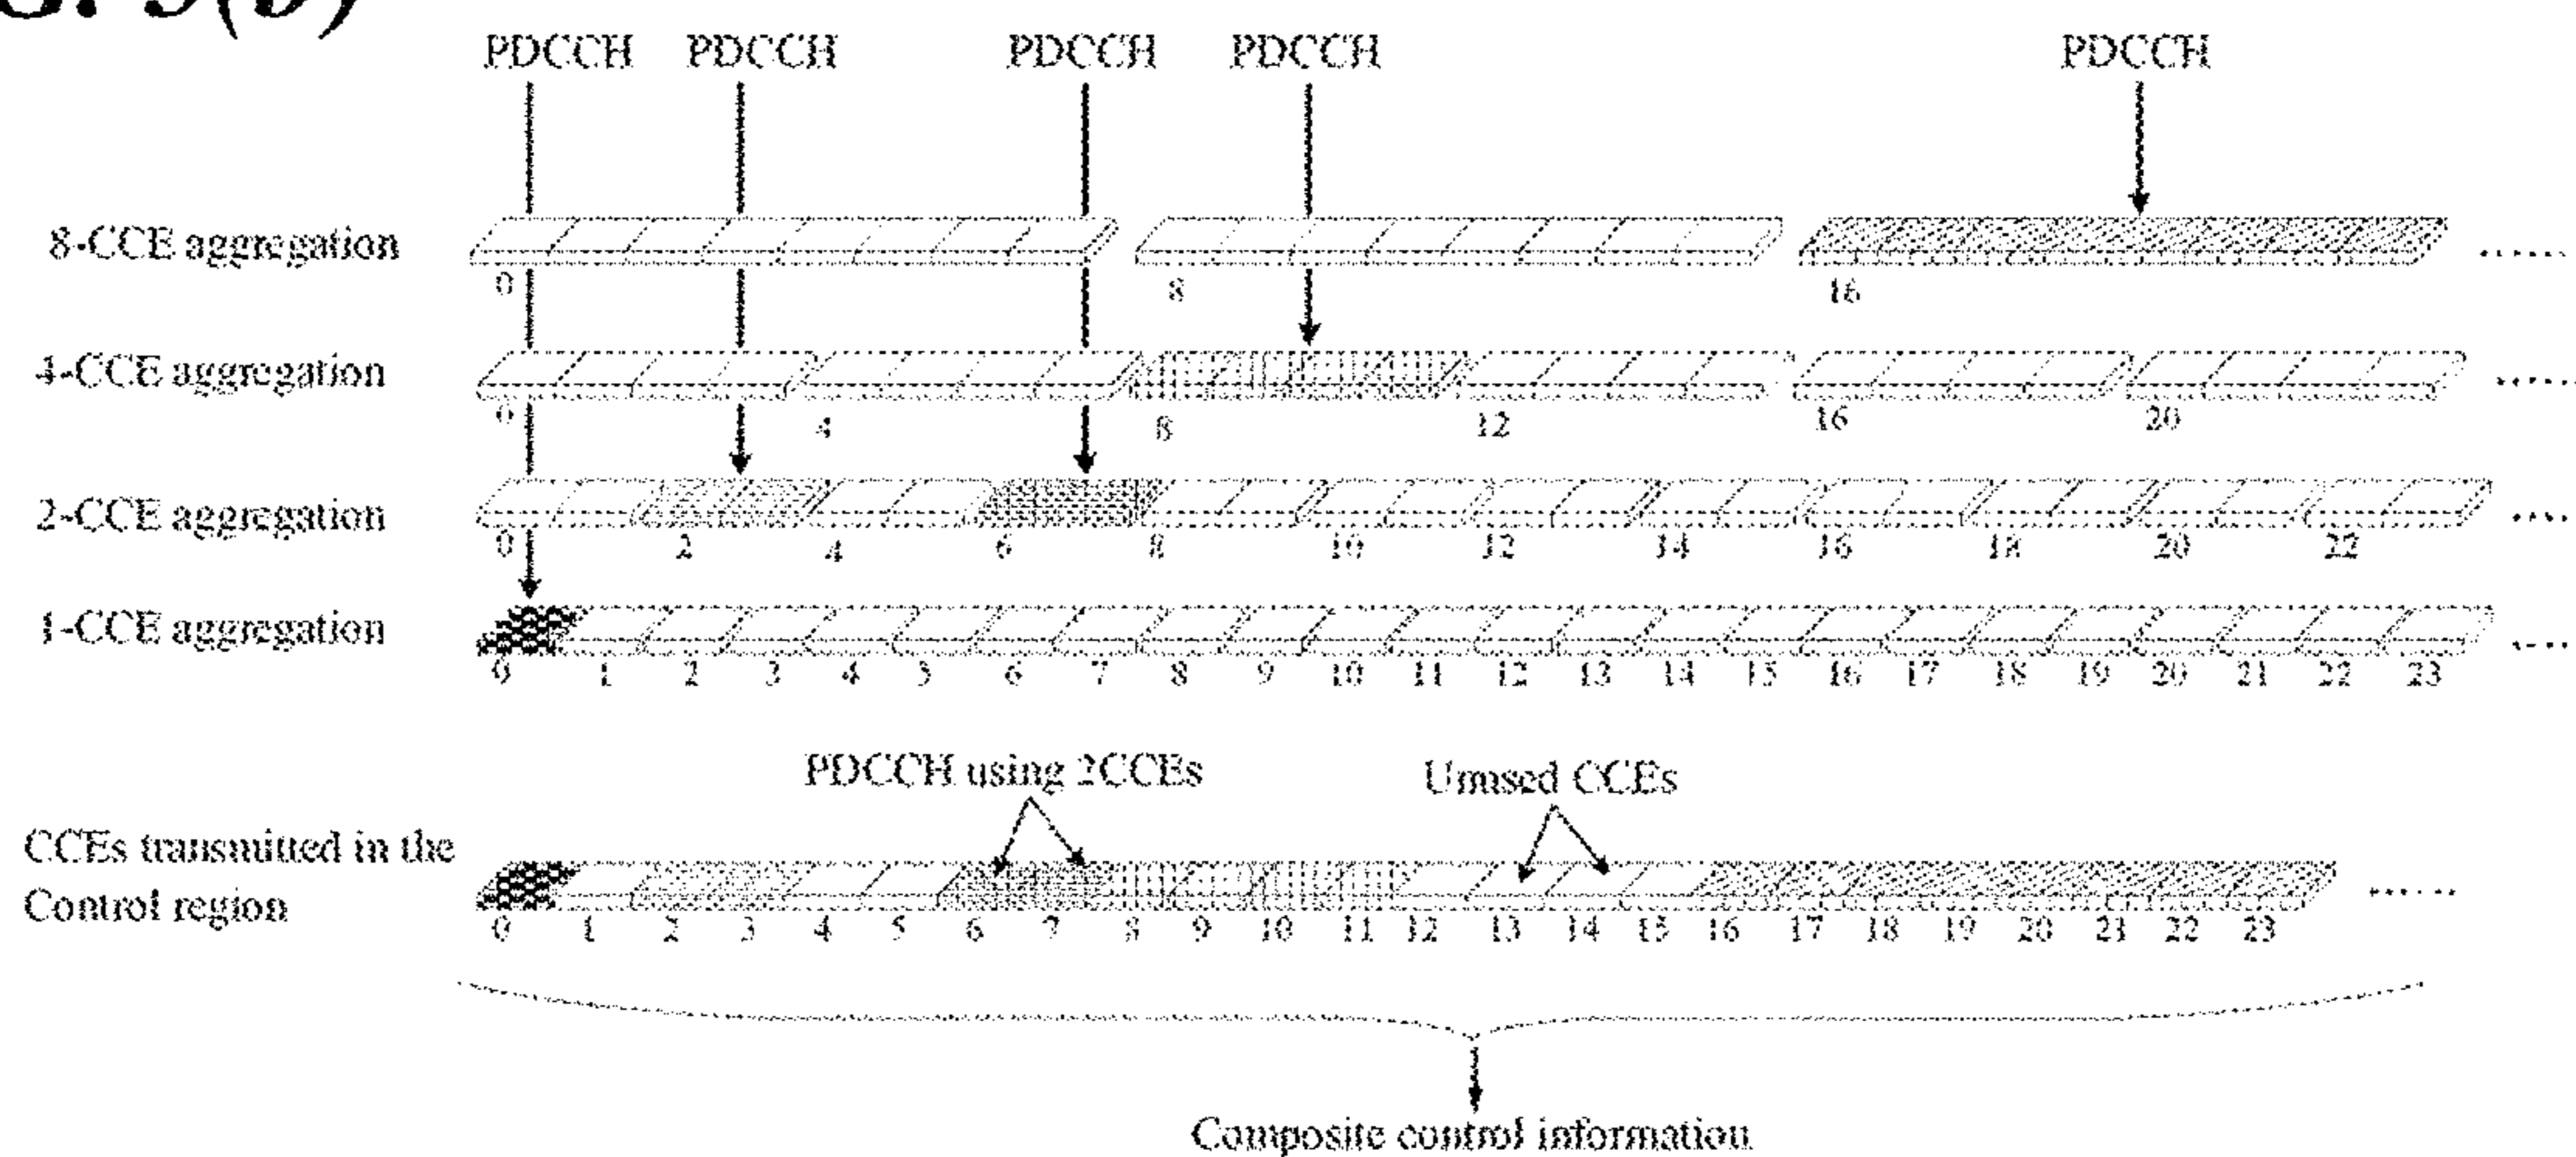 PDCCH PDCCH PDCCH PDCCH PDCCH
8-CCE aggregation
0 8 16
4-CCE aggregation
0 4 8 12 16 20
2-CCE aggregation
0 2 4 6 8 10 12 14 16 18 20 22
1-CCE aggregation
0 1 2 3 4 5 6 7 8 9 10 11 12 13 14 15 16 17 18 19 20 21 22 23
PDCCH using 2CCEs
Unused CCEs
CCEs transmitted in the
Control region
0 1 2 3 4 5 6 7 8 9 10 11 12 13 14 15 16 17 18 19 20 21 22 23
Composite control information